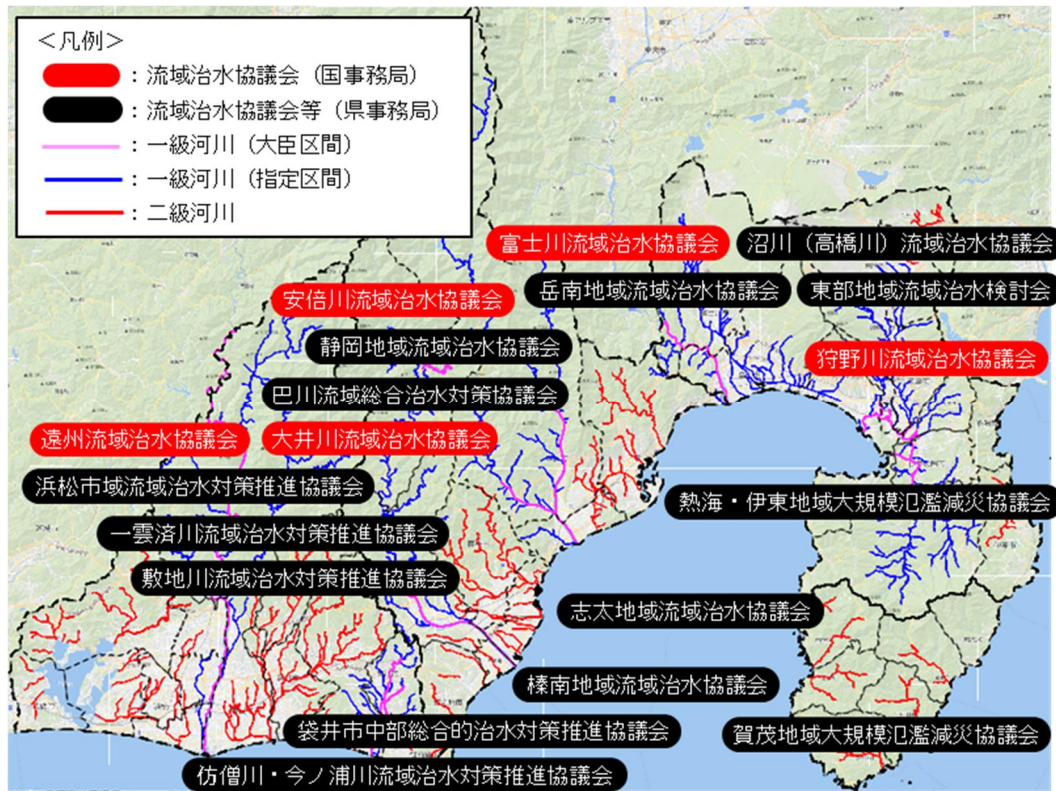 <凡例>
：流域治水協議会（国事務局）
：流域治水協議会等（県事務局）
：一級河川（大臣区間）
：一級河川（指定区間）
：二級河川
富士川流域治水協議会
沼川（高橋川）流域治水協議会
岳南地域流域治水協議会
東部地域流域治水検討会
安倍川流域治水協議会
静岡地域流域治水協議会
狩野川流域治水協議会
巴川流域総合治水対策協議会
遠州流域治水協議会
大井川流域治水協議会
浜松市域流域治水対策推進協議会
熱海・伊東地域大規模氾濫減災協議会
一雲済川流域治水対策推進協議会
敷地川流域治水対策推進協議会
志太地域流域治水協議会
榛南地域流域治水協議会
袋井市中部総合的治水対策推進協議会
賀茂地域大規模氾濫減災協議会
仿僧川・今ノ浦川流域治水対策推進協議会